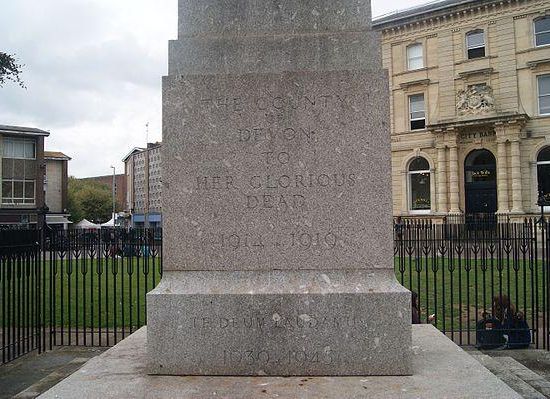 THE COUNTY
OF
DEVON
TO
HER GLORIOUS
DEAD
1914 - 1919
TE DEUM LAUDAMUS
1939 - 1945
CITY BANK